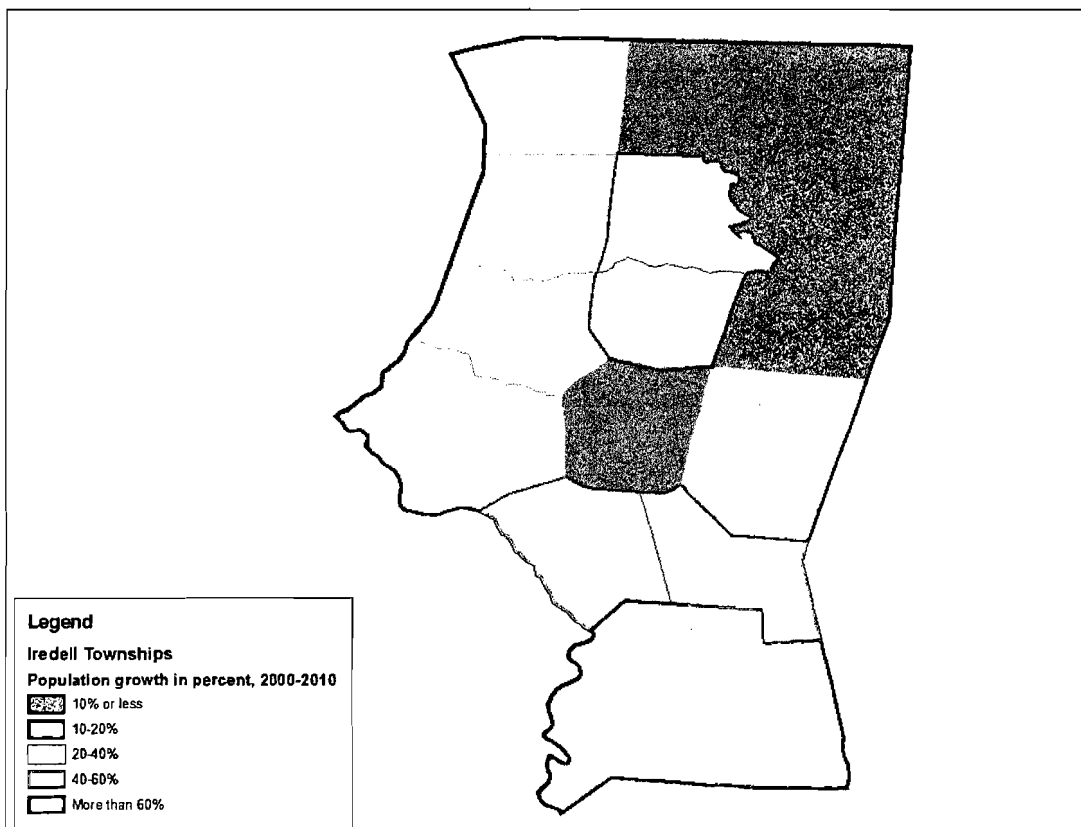 Legend
Iredell Townships
Population growth in percent, 2000-2010
10% or less
10-20%
20-40%
40-60%
More than 60%